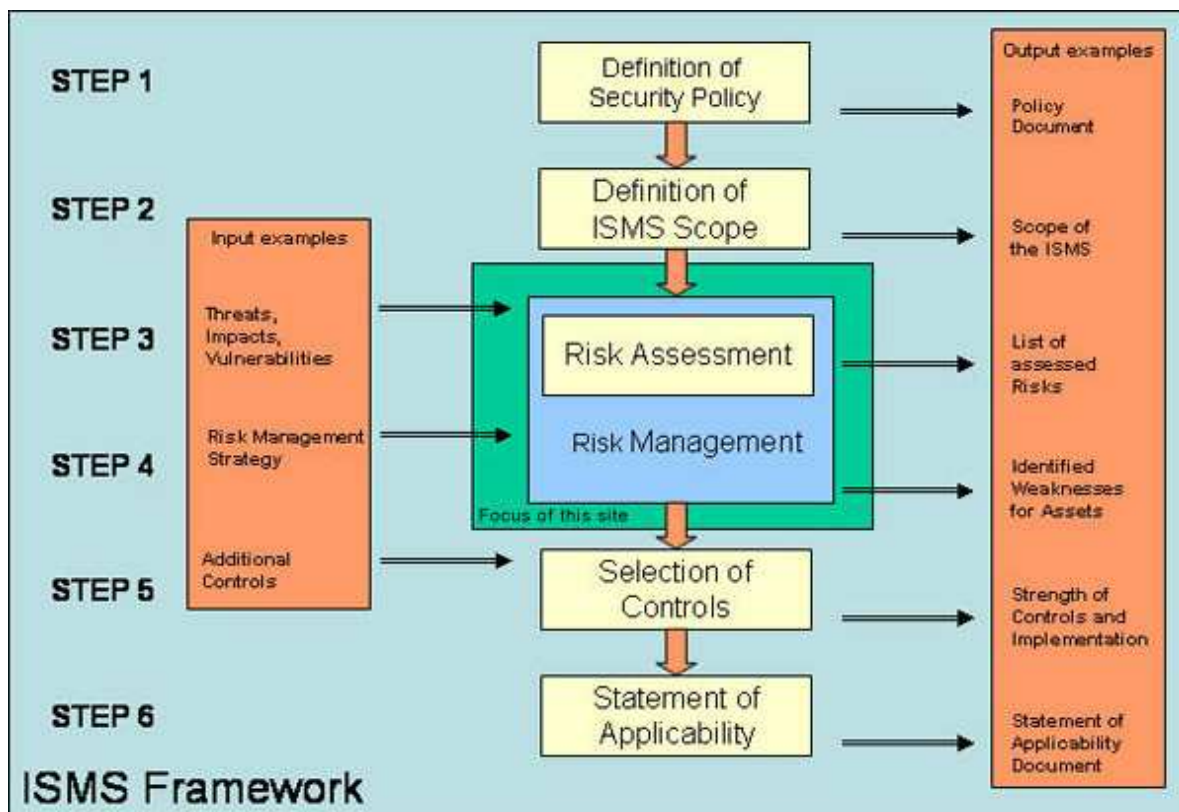 STEP 1
Definition of
Security Policy
Output examples
Policy
Document
STEP 2
Definition of
ISMS Scope
Scope of
the ISMS
Input examples
STEP 3
Threats,
Impacts,
Vulnerabilities
Risk Assessment
List of
assessed
Risks
STEP 4
Risk Management
Strategy
Risk Management
Identified
Weaknesses
for Assets
Focus of this site
STEP 5
Additional
Controls
Selection of
Controls
Strength of
Controls and
Implementation
STEP 6
Statement of
Applicability
Statement of
Applicability
Document
ISMS Framework